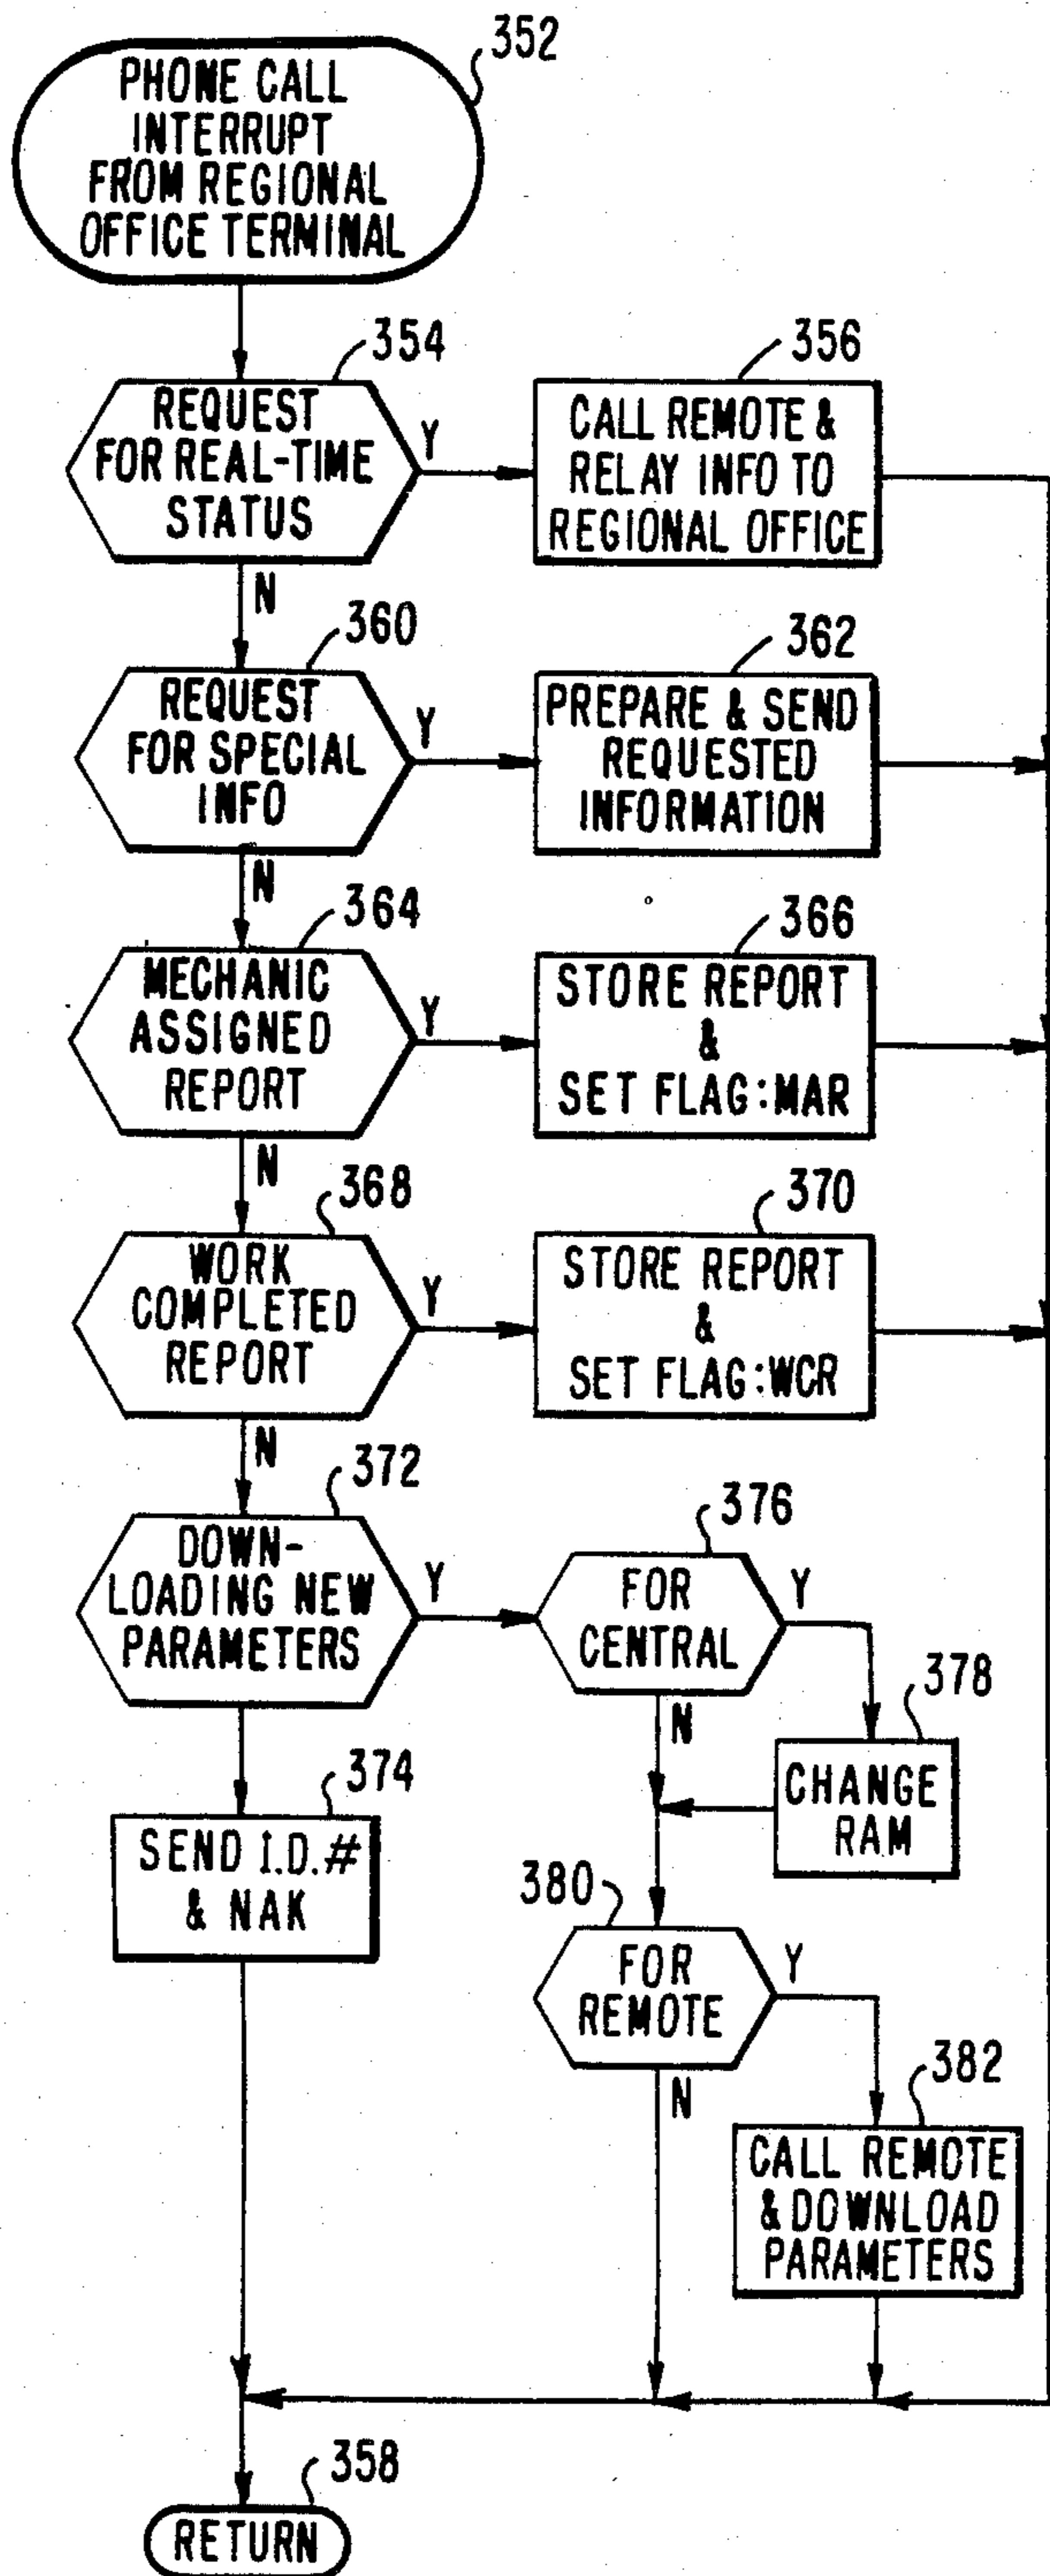 352
PHONE CALL
INTERRUPT
FROM REGIONAL
OFFICE TERMINAL
354
REQUEST
FOR REAL-TIME
STATUS
Y
N
356
CALL REMOTE &
RELAY INFO TO
REGIONAL OFFICE
360
REQUEST
FOR SPECIAL
INFO
Y
N
362
PREPARE & SEND
REQUESTED
INFORMATION
364
MECHANIC
ASSIGNED
REPORT
Y
N
366
STORE REPORT
&
SET FLAG:MAR
368
WORK
COMPLETED
REPORT
Y
N
370
STORE REPORT
&
SET FLAG:WCR
372
DOWN-
LOADING NEW
PARAMETERS
Y
376
FOR
CENTRAL
Y
N
378
CHANGE
RAM
374
SEND I.D.#
& NAK
380
FOR
REMOTE
Y
N
382
CALL REMOTE
& DOWNLOAD
PARAMETERS
358
RETURN